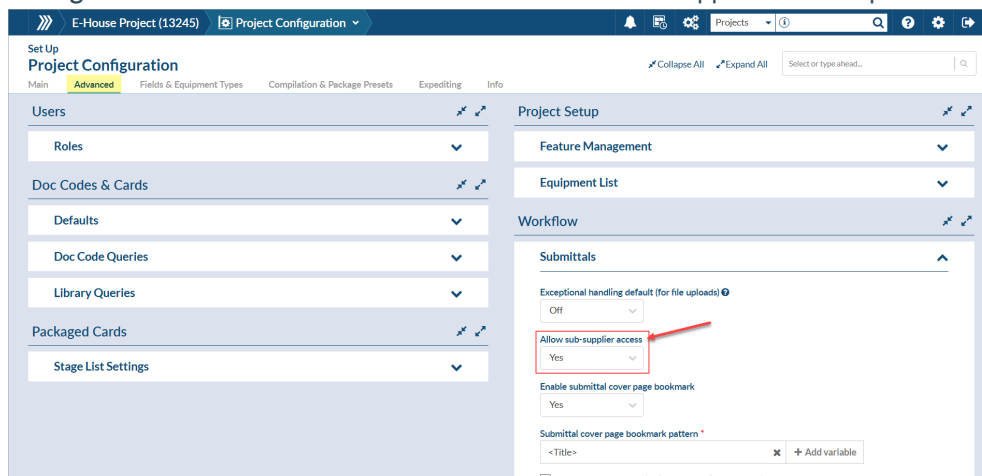 E-House Project (13245) Project Configuration Projects
Set Up
Project Configuration
Collapse All Expand All Select or type ahead...
Main Advanced Fields & Equipment Types Compilation & Package Presets Expediting Info
Users
Roles
Doc Codes & Cards
Defaults
Doc Code Queries
Library Queries
Packaged Cards
Stage List Settings
Project Setup
Feature Management
Equipment List
Workflow
Submittals
Exceptional handling default (for file uploads)
Off
Allow sub-supplier access
Yes
Enable submittal cover page bookmark
Yes
Submittal cover page bookmark pattern *
<Title> + Add variable